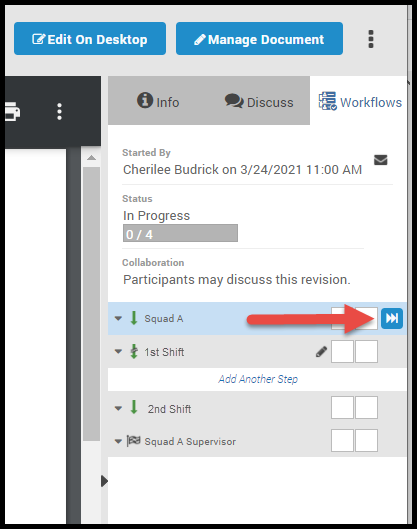 Edit On Desktop
Manage Document
Info
Discuss
Workflows
Started By
Cherilee Budrick on 3/24/2021 11:00 AM
Status
In Progress
0 / 4
Collaboration
Participants may discuss this revision.
Squad A
1st Shift
Add Another Step
2nd Shift
Squad A Supervisor